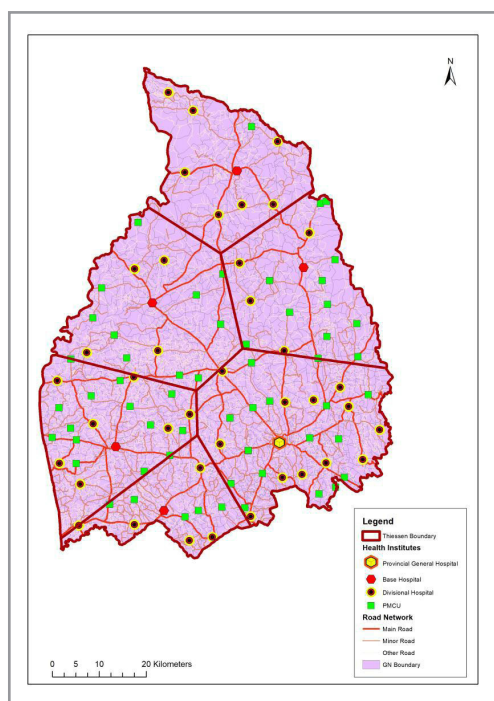 N
Legend
Thiessen Boundary
Health Institutes
Provincial General Hospital
Base Hospital
Divisional Hospital
PMCU
Road Network
Main Road
Minor Road
Other Road
GN Boundary
0 5 10 20 Kilometers